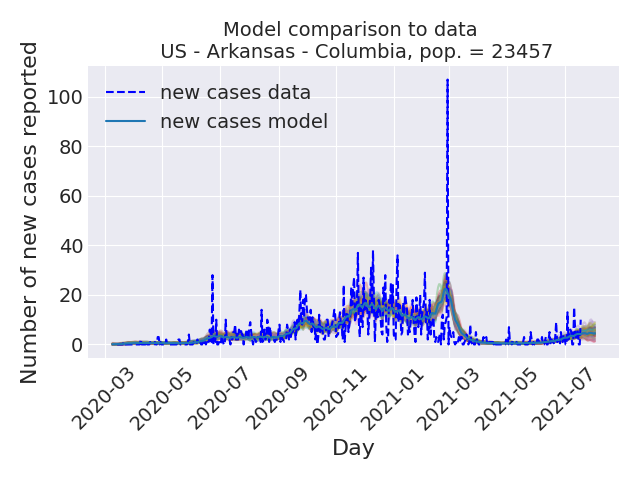 Model comparison to data
US - Arkansas - Columbia, pop. = 23457
new cases data
new cases model
Number of new cases reported
100
80
60
40
20
0
2020-03
2020-05
2020-07
2020-09
2020-11
2021-01
2021-03
2021-05
2021-07
Day